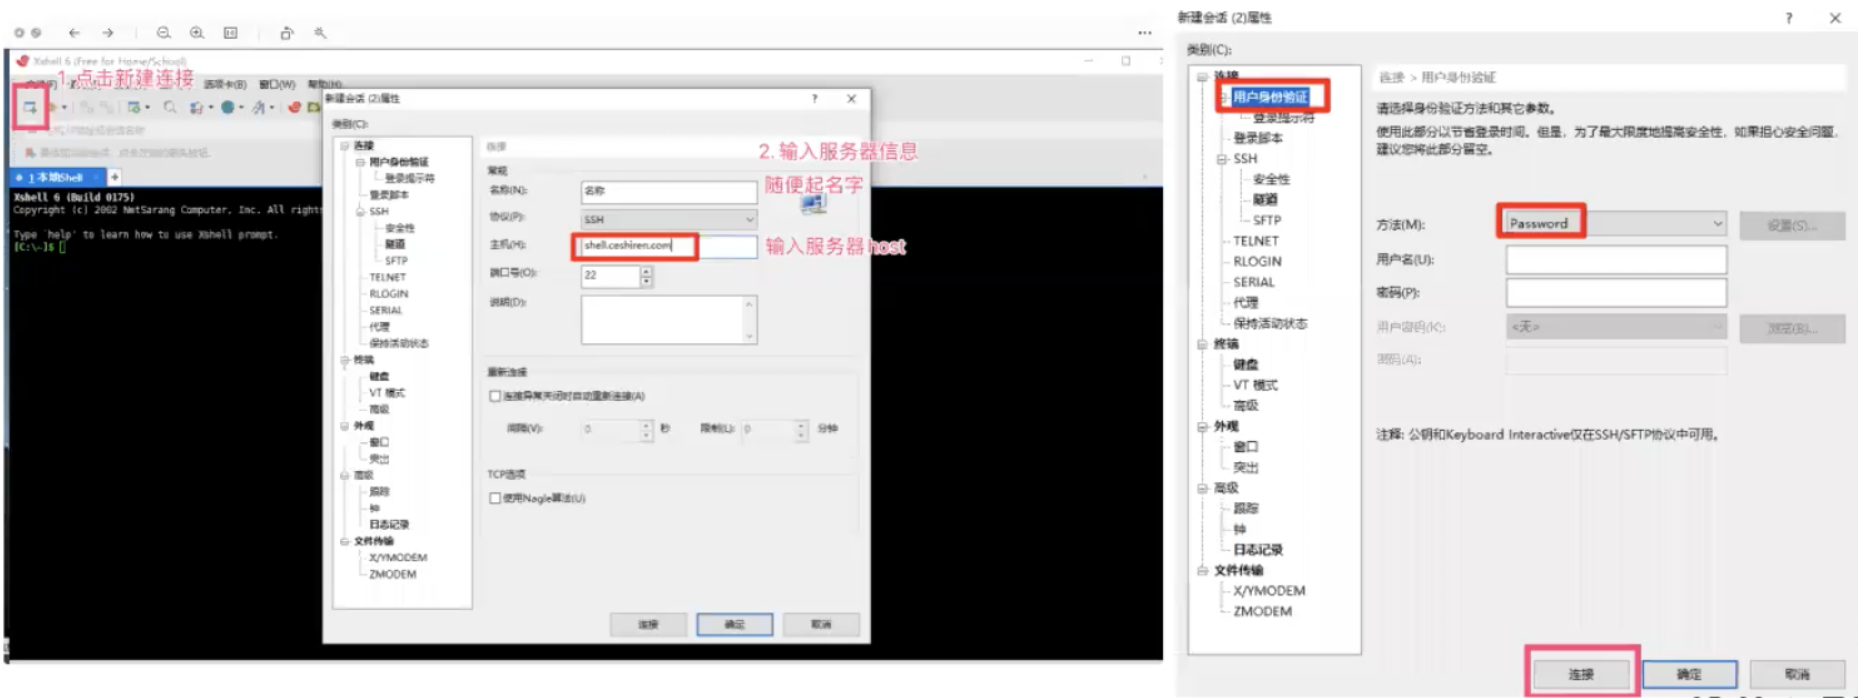 Xshell 6 (Free for Home/School)
1.点击新建连接
选项卡(B) 窗口(W) 帮助(H)
1 本地Shell
Xshell 6 (Build 0175)
Copyright (c) 2002 NetSarang Computer, Inc. All rights
Type `help' to learn how to use Xshell prompt.
[C:\~]$
新建会话 (2)属性
类别(C):
连接
用户身份验证
登录提示符
登录脚本
SSH
安全性
隧道
SFTP
TELNET
RLOGIN
SERIAL
代理
保持活动状态
终端
键盘
VT 模式
高级
外观
窗口
突出
高级
跟踪
钟
日志记录
文件传输
X/YMODEM
ZMODEM
连接
常规
名称(N): 名称
协议(P): SSH
主机(H): shell.ceshiren.com
端口号(O): 22
说明(D):
2. 输入服务器信息
随便起名字
输入服务器host
重新连接
连接异常关闭时自动重新连接(A)
间隔(V): 0 秒 限制(L): 0 分钟
TCP选项
使用Nagle算法(U)
连接 确定 取消
新建会话 (2)属性
类别(C):
连接
用户身份验证
登录提示符
登录脚本
SSH
安全性
隧道
SFTP
TELNET
RLOGIN
SERIAL
代理
保持活动状态
终端
键盘
VT 模式
高级
外观
窗口
突出
高级
跟踪
钟
日志记录
文件传输
X/YMODEM
ZMODEM
连接 > 用户身份验证
请选择身份验证方法和其它参数。
使用此部分以节省登录时间。但是，为了最大限度地提高安全性，如果担心安全问题，
建议您将此部分留空。
方法(M): Password 设置(S)...
用户名(U):
密码(P):
用户密钥(K): <无> 浏览(B)...
密码(A):
注释: 公钥和Keyboard Interactive仅在SSH/SFTP协议中可用。
连接 确定 取消